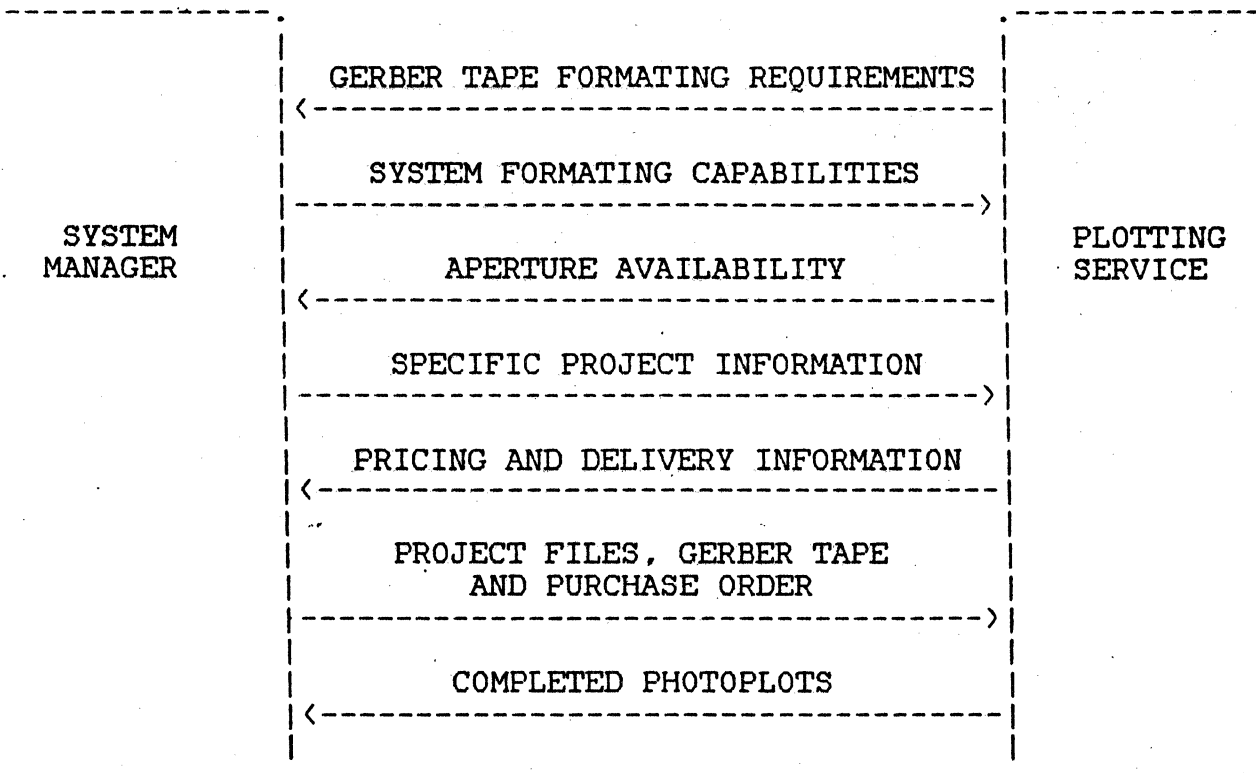 GERBER TAPE FORMATING REQUIREMENTS
SYSTEM FORMATING CAPABILITIES
SYSTEM
MANAGER
PLOTTING
SERVICE
APERTURE AVAILABILITY
SPECIFIC PROJECT INFORMATION
PRICING AND DELIVERY INFORMATION
PROJECT FILES, GERBER TAPE
AND PURCHASE ORDER
COMPLETED PHOTOPLOTS